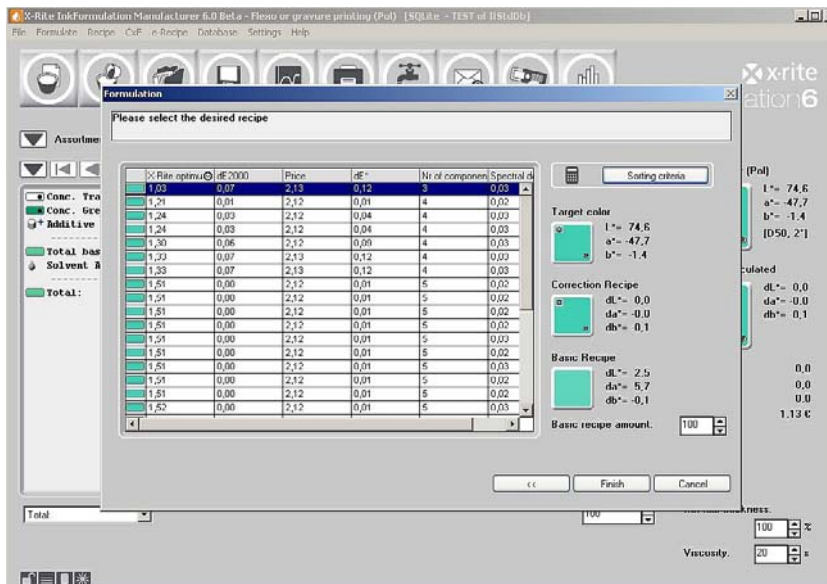 X-Rite InkFormulation Manufacturer 6.0 Beta - Flexo or gravure printing (Pol) [SQLite - TEST of IIStdDb]
File Formulate Recipe CxF e-Recipe Database Settings Help
x·rite
ation6
Formulation
Please select the desired recipe
Assortme
(Pol)
X-Rite optimu dE2000 Price dE* Nr of componen Spectral d
1,03 0,07 2,13 0,12 3 0,03
1,21 0,01 2,12 0,01 4 0,02
1,24 0,03 2,12 0,04 4 0,03
1,24 0,03 2,12 0,04 4 0,03
1,30 0,06 2,12 0,09 4 0,03
1,33 0,07 2,13 0,12 4 0,03
1,33 0,07 2,13 0,12 4 0,03
1,51 0,00 2,12 0,01 5 0,02
1,51 0,00 2,12 0,01 5 0,02
1,51 0,00 2,12 0,01 5 0,02
1,51 0,00 2,12 0,01 5 0,02
1,51 0,00 2,12 0,01 5 0,03
1,51 0,00 2,12 0,01 5 0,02
1,51 0,00 2,12 0,01 5 0,02
1,51 0,00 2,12 0,01 5 0,02
1,52 0,00 2,12 0,01 5 0,03
Sorting criteria
Target color
L*= 74,6
a*= -47,7
b*= -1,4
Correction Recipe
dL*= 0,0
da*= -0,0
db*= 0,1
Basic Recipe
dL*= 2,5
da*= 5,7
db*= -0,1
Basic recipe amount: 100
<< Finish Cancel
Conc. Tra
Conc. Gre
Additive
Total bas
Solvent A
Total:
L*= 74,6
a*= -47,7
b*= -1,4
[D50, 2°]
culated
dL*= 0,0
da*= -0,0
db*= 0,1
0,0
0,0
0,0
1.13 €
Total:
100
100 %
Viscosity: 20 s